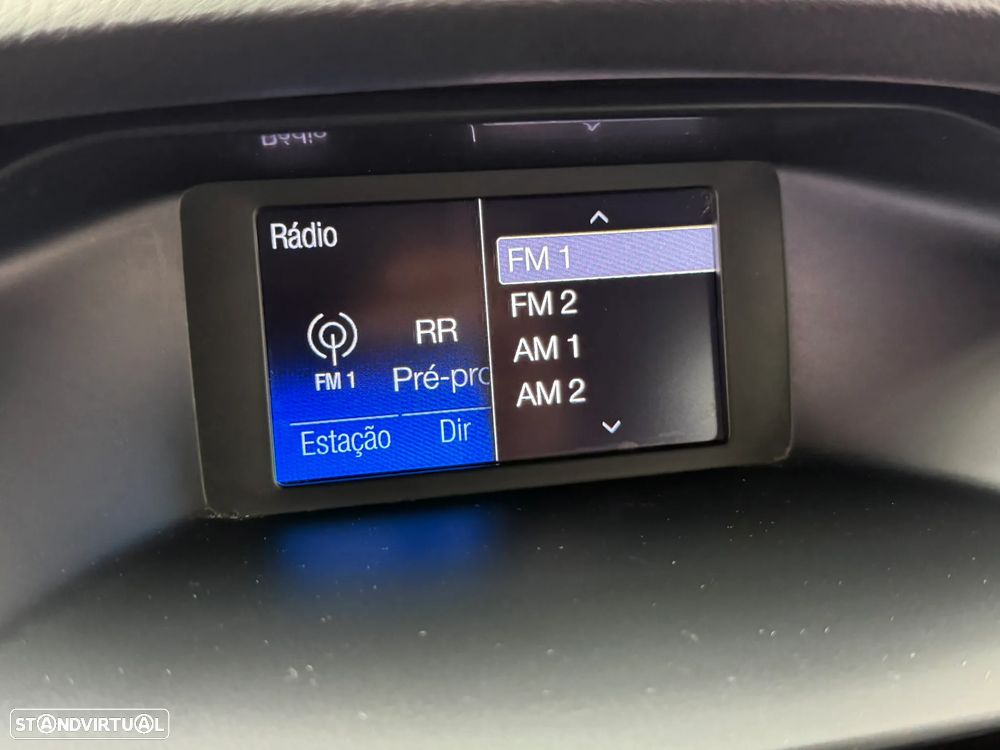 Rádio
FM 1
RR
Pré-pro
Estação
Dir
FM 1
FM 2
AM 1
AM 2
STANDVIRTUAL